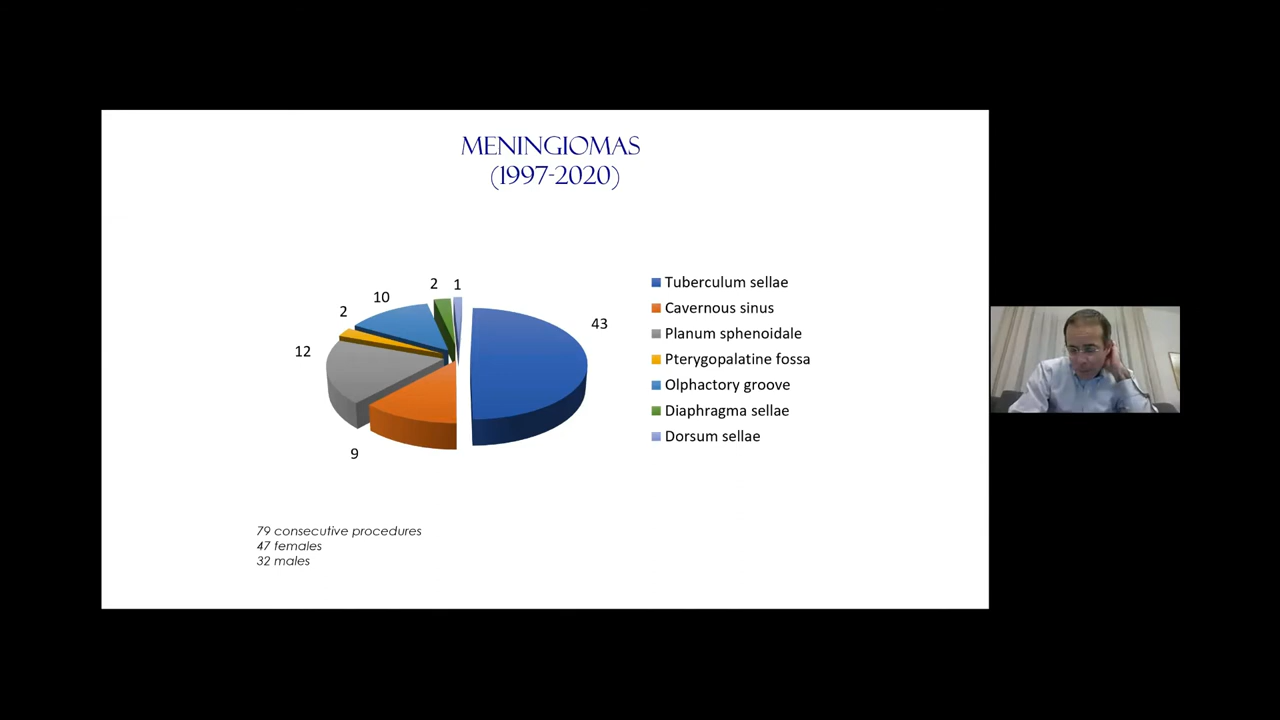 MENINGIOMAS
(1997-2020)
43
9
12
2
10
2
1
Tuberculum sellae
Cavernous sinus
Planum sphenoidale
Pterygopalatine fossa
Olphactory groove
Diaphragma sellae
Dorsum sellae
79 consecutive procedures
47 females
32 males